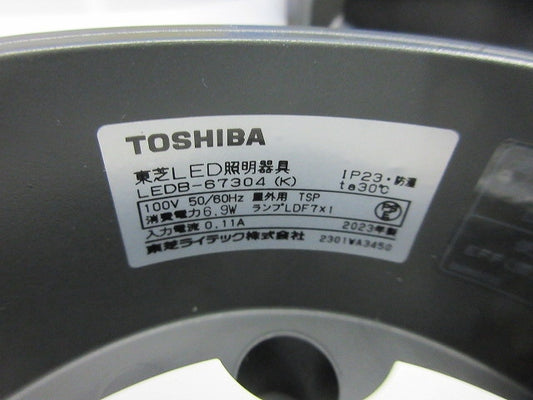 TOSHIBA
東芝LED照明器具
LEDB-67304 (K)
IP23・防湿
ta30℃
100V 50/60Hz 屋外用 TSP
消費電力6.9W ランプLDF7x1
入力電流 0.11A
2023年製
東芝ライテック株式会社
2301WA3450